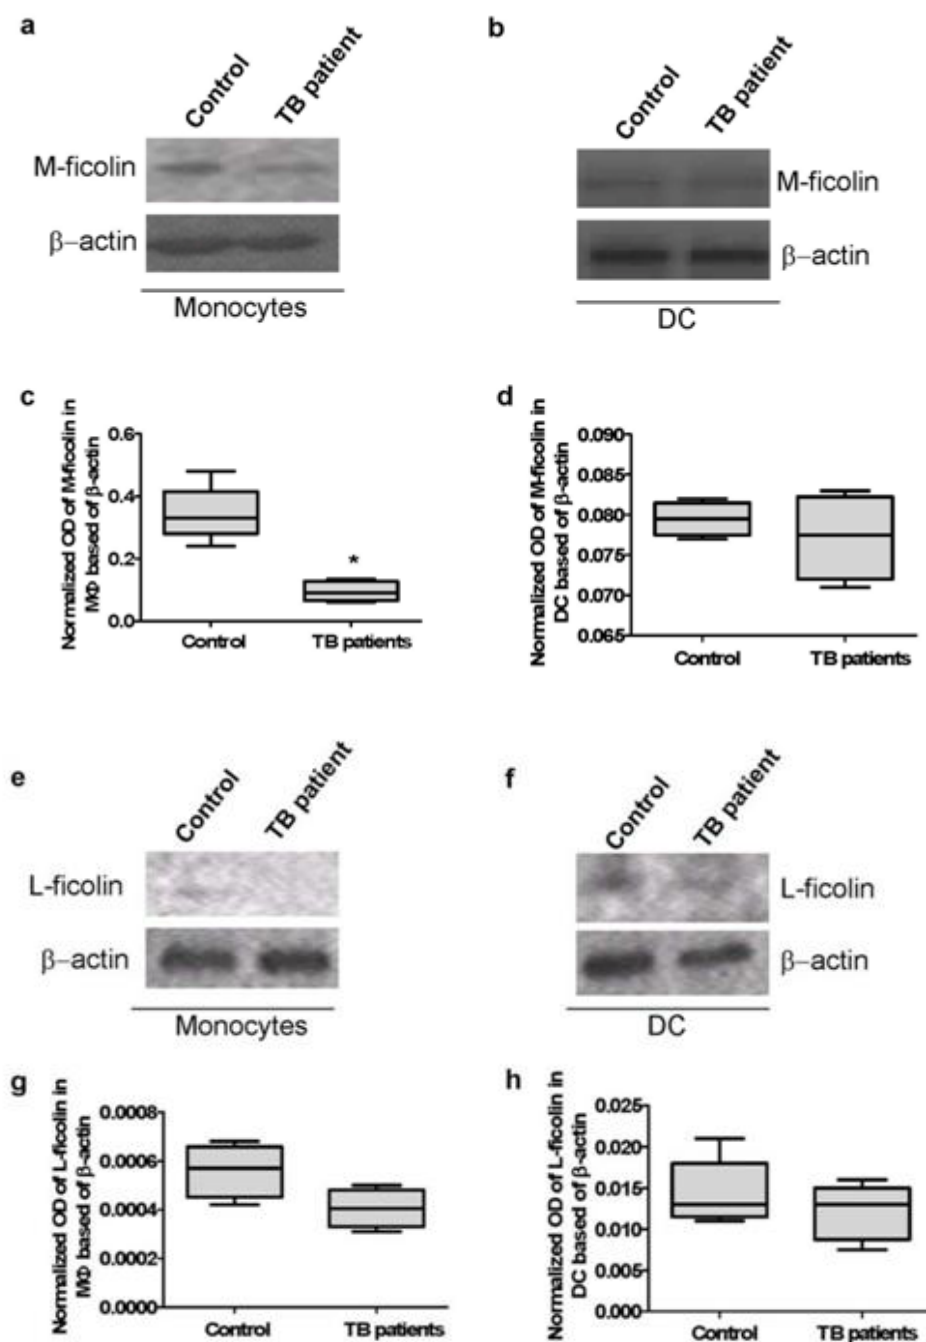 a
Control
TB patient
M-ficolin
β–actin
Monocytes
b
Control
TB patient
M-ficolin
β–actin
DC
c
Normalized OD of M-ficolin in
MΦ based of β-actin
0.6
0.4
0.2
0.0
*
Control
TB patients
d
Normalized OD of M-ficolin in
DC based of β-actin
0.090
0.085
0.080
0.075
0.070
0.065
Control
TB patients
e
Control
TB patient
L-ficolin
β–actin
Monocytes
f
Control
TB patient
L-ficolin
β–actin
DC
g
Normalized OD of L-ficolin in
MΦ based of β-actin
0.0008
0.0006
0.0004
0.0002
0.0000
Control
TB patients
h
Normalized OD of L-ficolin in
DC based of β-actin
0.025
0.020
0.015
0.010
0.005
0.000
Control
TB patients